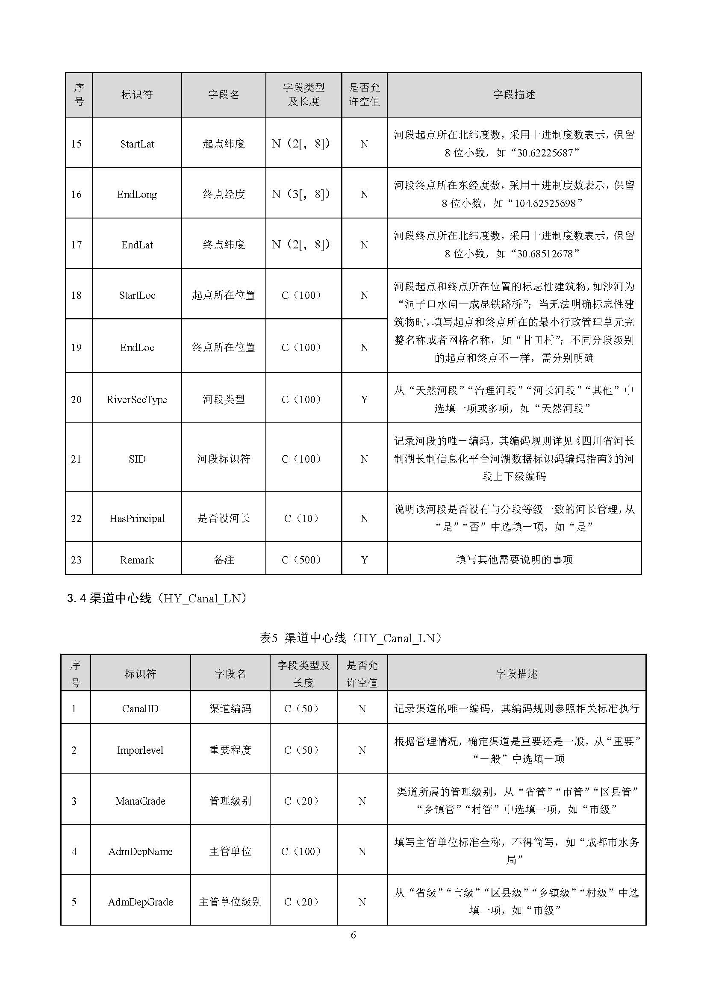 序号 标识符 字段名 字段类型及长度 是否允许空值 字段描述
15 StartLat 起点纬度 N（2[，8]） N 河段起点所在北纬度数，采用十进制度数表示，保留
8 位小数，如“30.62225687”
16 EndLong 终点经度 N（3[，8]） N 河段终点所在东经度数，采用十进制度数表示，保留
8 位小数，如“104.62525698”
17 EndLat 终点纬度 N（2[，8]） N 河段终点所在北纬度数，采用十进制度数表示，保留
8 位小数，如“30.68512678”
18 StartLoc 起点所在位置 C（100） N
19 EndLoc 终点所在位置 C（100） N
河段起点和终点所在位置的标志性建筑物，如沙河为
“洞子口水闸—成昆铁路桥”；当无法明确标志性建
筑物时，填写起点和终点所在的最小行政管理单元完
整名称或者网格名称，如“甘田村”；不同分段级别
的起点和终点不一样，需分别明确
20 RiverSecType 河段类型 C（100） Y 从“天然河段”“治理河段”“河长河段”“其他”中
选填一项或多项，如“天然河段”
21 SID 河段标识符 C（100） N 记录河段的唯一编码，其编码规则详见《四川省河长
制湖长制信息化平台河湖数据标识码编码指南》的河
段上下级编码
22 HasPrincipal 是否设河长 C（10） N 说明该河段是否设有与分段等级一致的河长管理，从
“是”“否”中选填一项，如“是”
23 Remark 备注 C（500） Y 填写其他需要说明的事项
3.4 渠道中心线（HY_Canal_LN）
表5 渠道中心线（HY_Canal_LN）
序号 标识符 字段名 字段类型及长度 是否允许空值 字段描述
1 CanalID 渠道编码 C（50） N 记录渠道的唯一编码，其编码规则参照相关标准执行
2 Imporlevel 重要程度 C（50） N 根据管理情况，确定渠道是重要还是一般，从“重要”
“一般”中选填一项
3 ManaGrade 管理级别 C（20） N 渠道所属的管理级别，从“省管”“市管”“区县管”
“乡镇管”“村管”中选填一项，如“市级”
4 AdmDepName 主管单位 C（100） N 填写主管单位标准全称，不得简写，如“成都市水务
局”
5 AdmDepGrade 主管单位级别 C（20） N 从“省级”“市级”“区县级”“乡镇级”“村级”中选
填一项，如“市级”
6